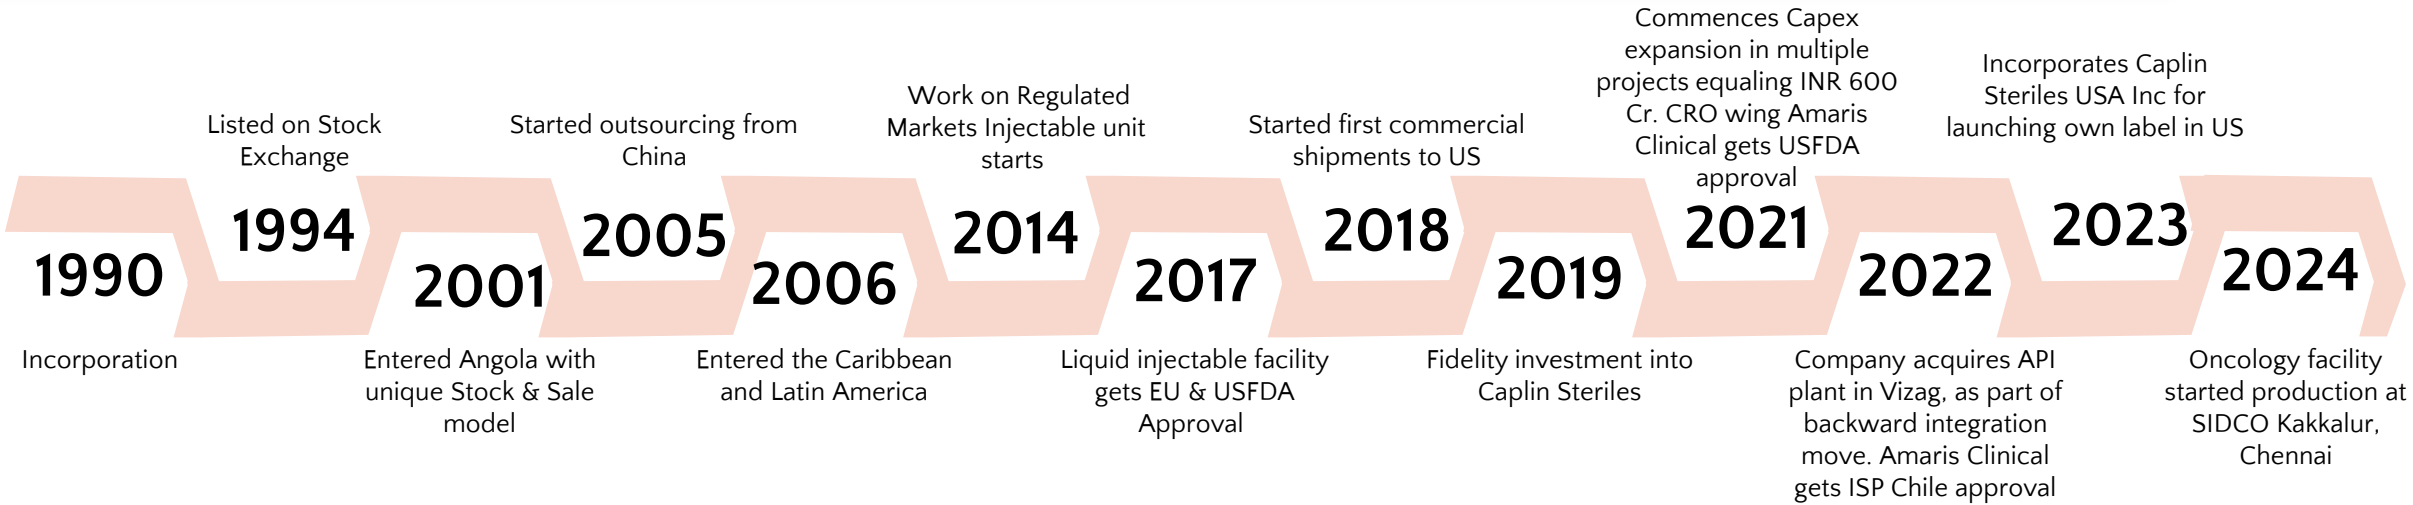 1990
Incorporation
Listed on Stock
Exchange
1994
2001
Entered Angola with
unique Stock & Sale
model
Started outsourcing from
China
2005
2006
Entered the Caribbean
and Latin America
Work on Regulated
Markets Injectable unit
starts
2014
2017
Liquid injectable facility
gets EU & USFDA
Approval
Started first commercial
shipments to US
2018
2019
Fidelity investment into
Caplin Steriles
Commences Capex
expansion in multiple
projects equaling INR 600
Cr. CRO wing Amaris
Clinical gets USFDA
approval
2021
2022
Company acquires API
plant in Vizag, as part of
backward integration
move. Amaris Clinical
gets ISP Chile approval
Incorporates Caplin
Steriles USA Inc for
launching own label in US
2023
2024
Oncology facility
started production at
SIDCO Kakkalur,
Chennai